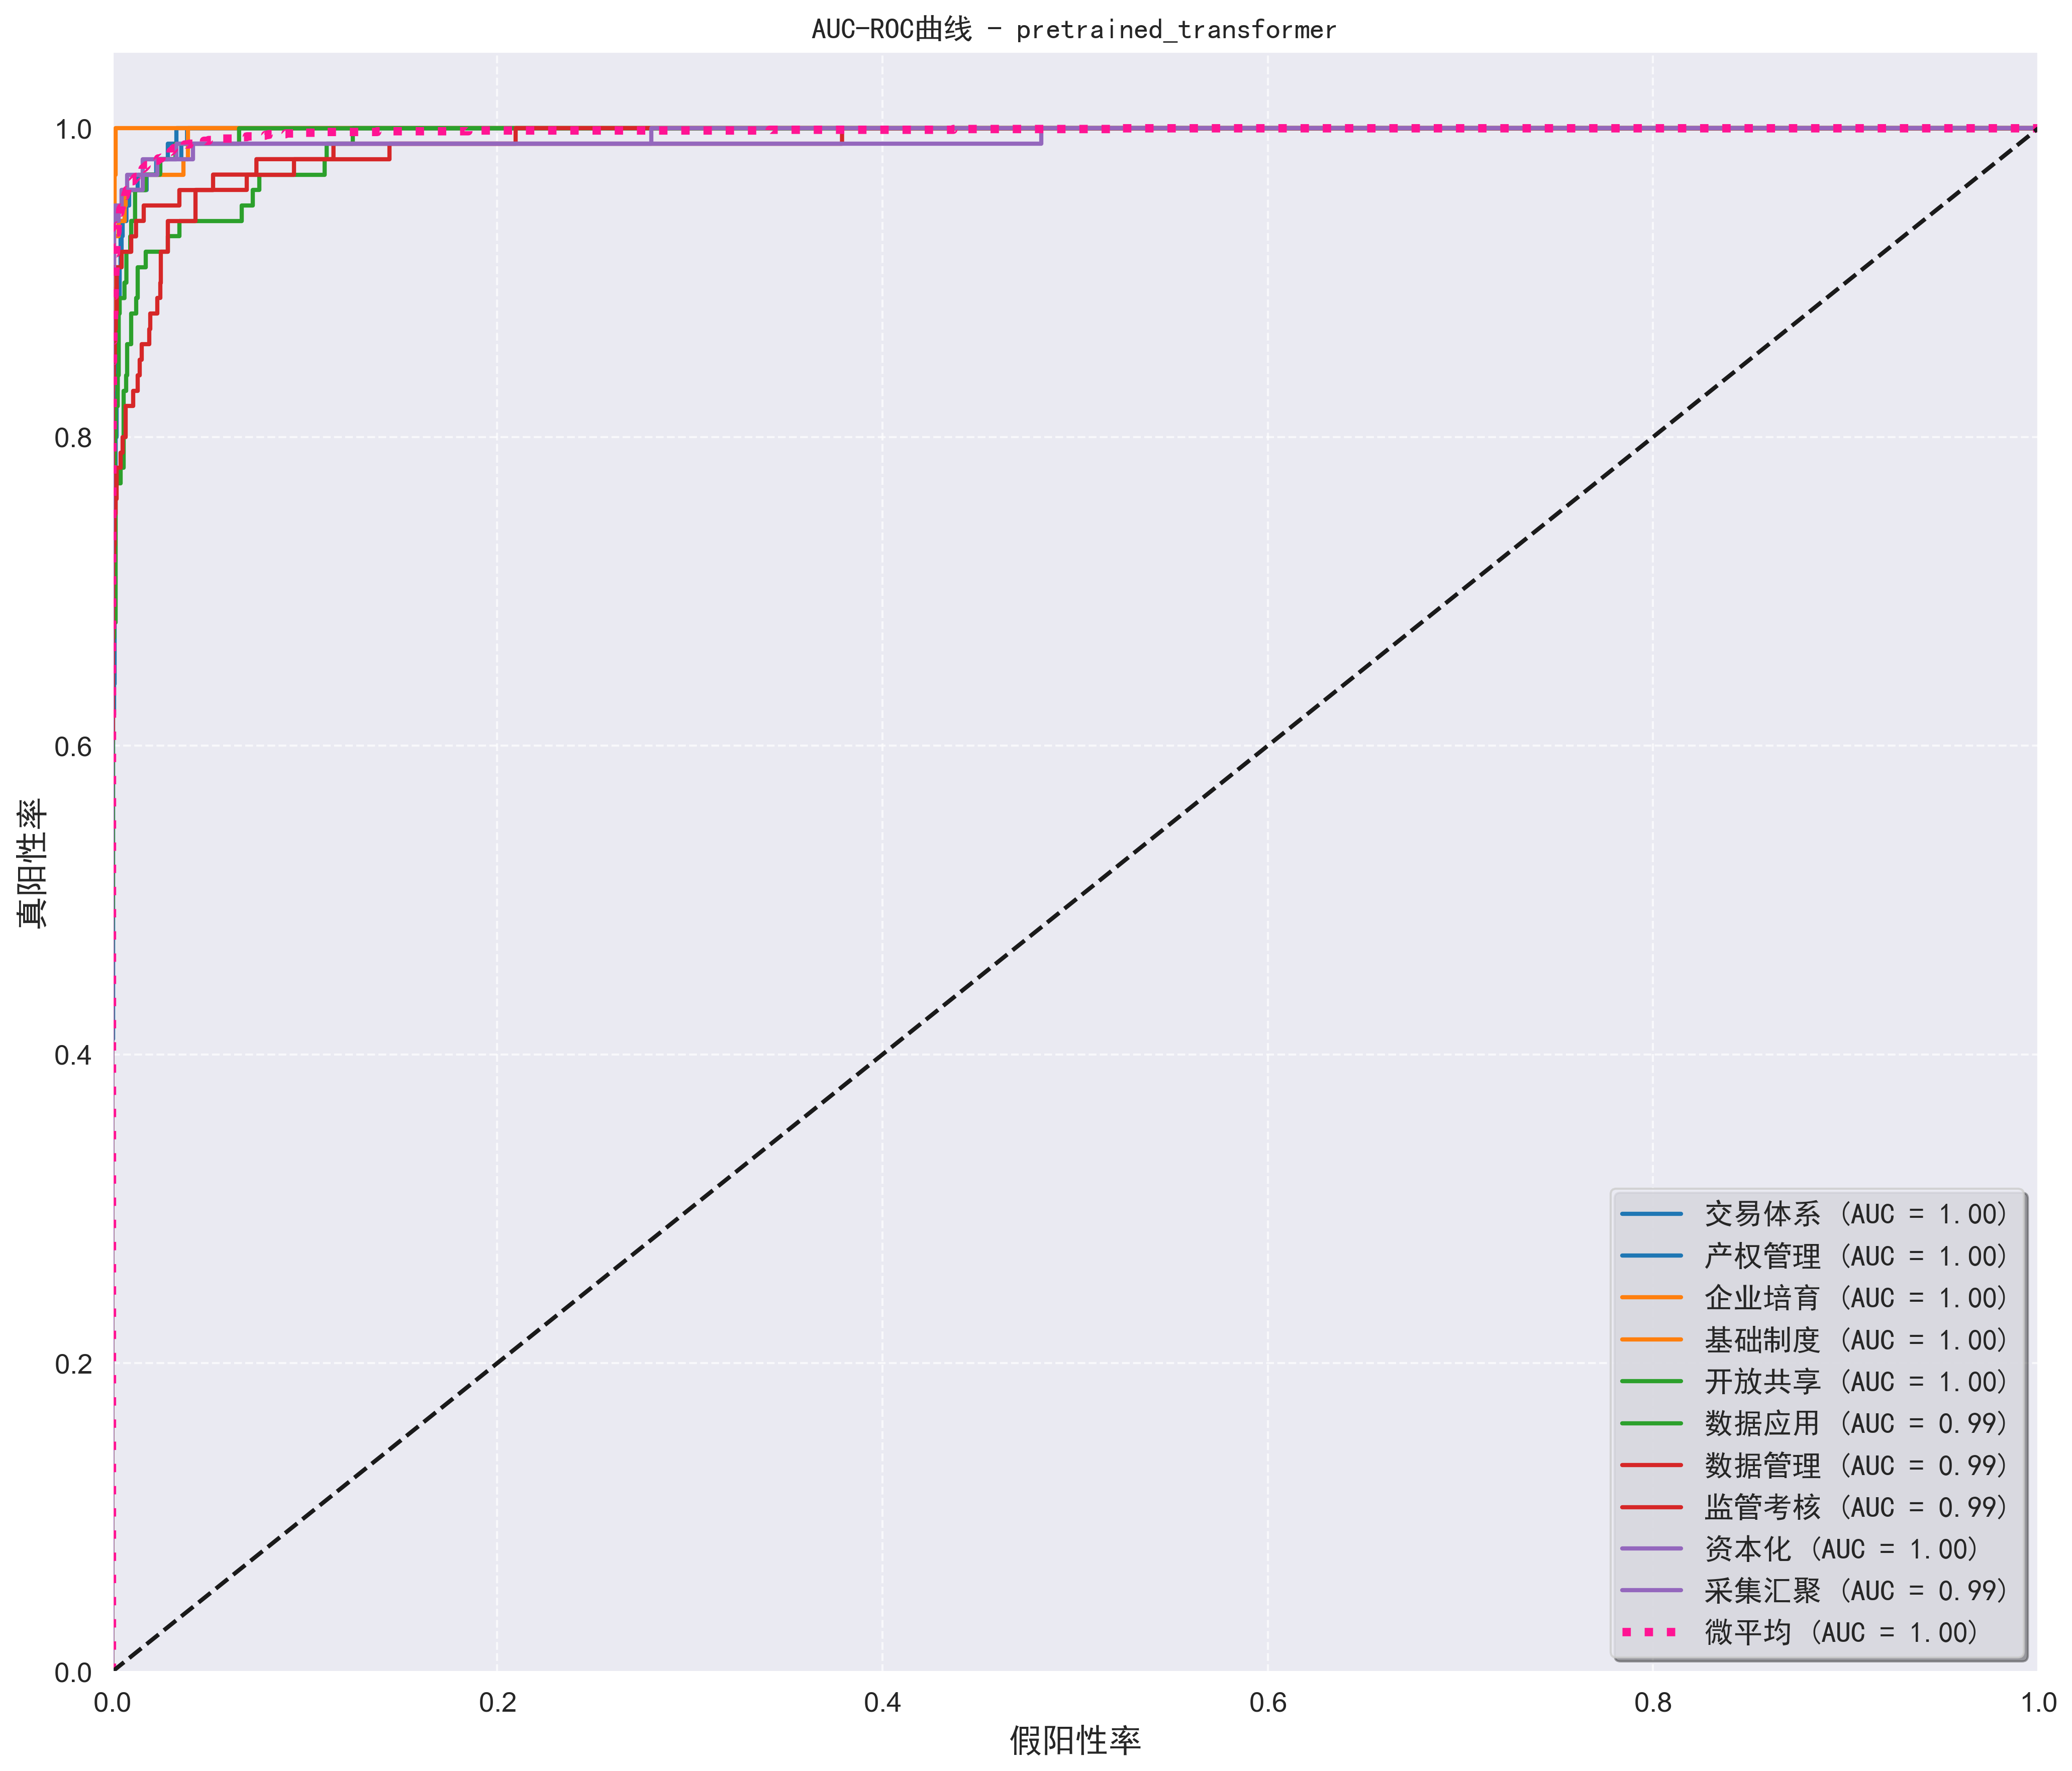 AUC-ROC曲线 - pretrained_transformer
1.0
0.8
0.6
0.4
0.2
0.0
真阳性率
0.0 0.2 0.4 0.6 0.8 1.0
假阳性率
交易体系 (AUC = 1.00)
产权管理 (AUC = 1.00)
企业培育 (AUC = 1.00)
基础制度 (AUC = 1.00)
开放共享 (AUC = 1.00)
数据应用 (AUC = 0.99)
数据管理 (AUC = 0.99)
监管考核 (AUC = 0.99)
资本化 (AUC = 1.00)
采集汇聚 (AUC = 0.99)
微平均 (AUC = 1.00)